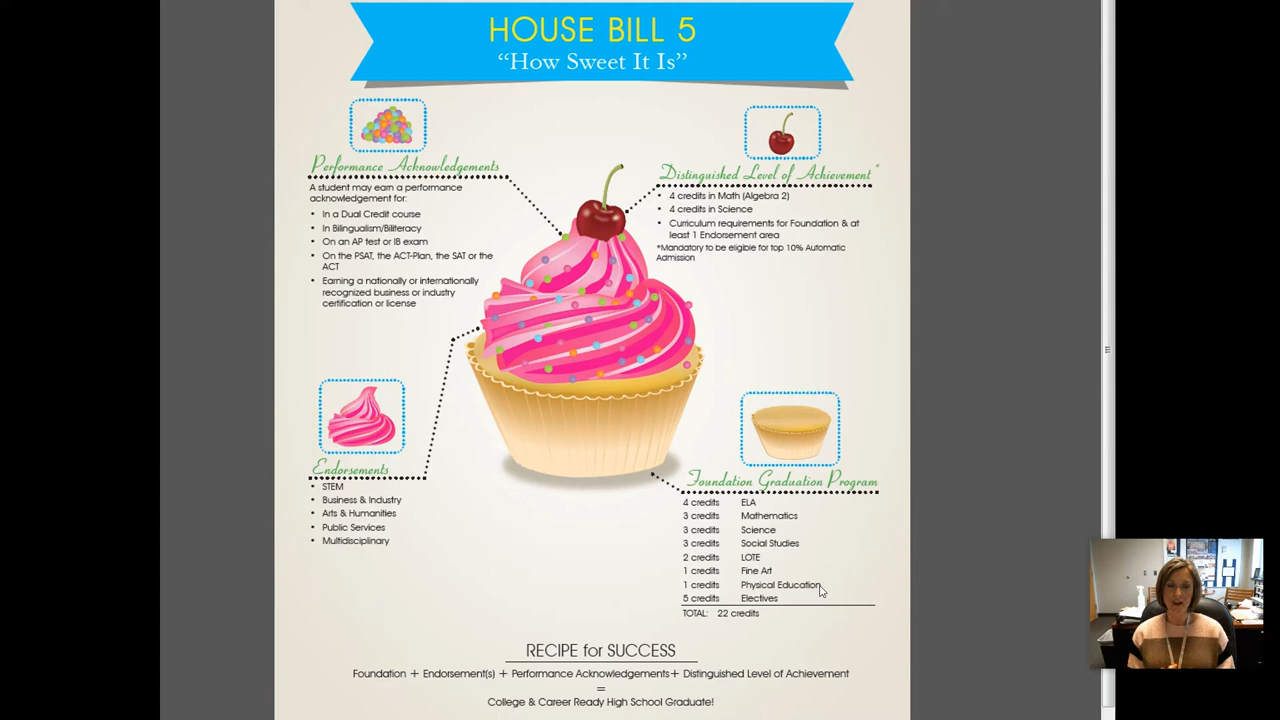 HOUSE BILL 5
“How Sweet It Is”
Performance Acknowledgements
A student may earn a performance
acknowledgement for:
• In a Dual Credit course
• In Bilingualism/Biliteracy
• On an AP test or IB exam
• On the PSAT, the ACT-Plan, the SAT or the
ACT
• Earning a nationally or internationally
recognized business or industry
certification or license
Distinguished Level of Achievement*
• 4 credits in Math (Algebra 2)
• 4 credits in Science
• Curriculum requirements for Foundation & at
least 1 Endorsement area
*Mandatory to be eligible for top 10% Automatic
Admission
Endorsements
• STEM
• Business & Industry
• Arts & Humanities
• Public Services
• Multidisciplinary
Foundation Graduation Program
4 credits ELA
3 credits Mathematics
3 credits Science
3 credits Social Studies
2 credits LOTE
1 credits Fine Art
1 credits Physical Education
5 credits Electives
TOTAL: 22 credits
RECIPE for SUCCESS
Foundation + Endorsement(s) + Performance Acknowledgements+ Distinguished Level of Achievement
=
College & Career Ready High School Graduate!